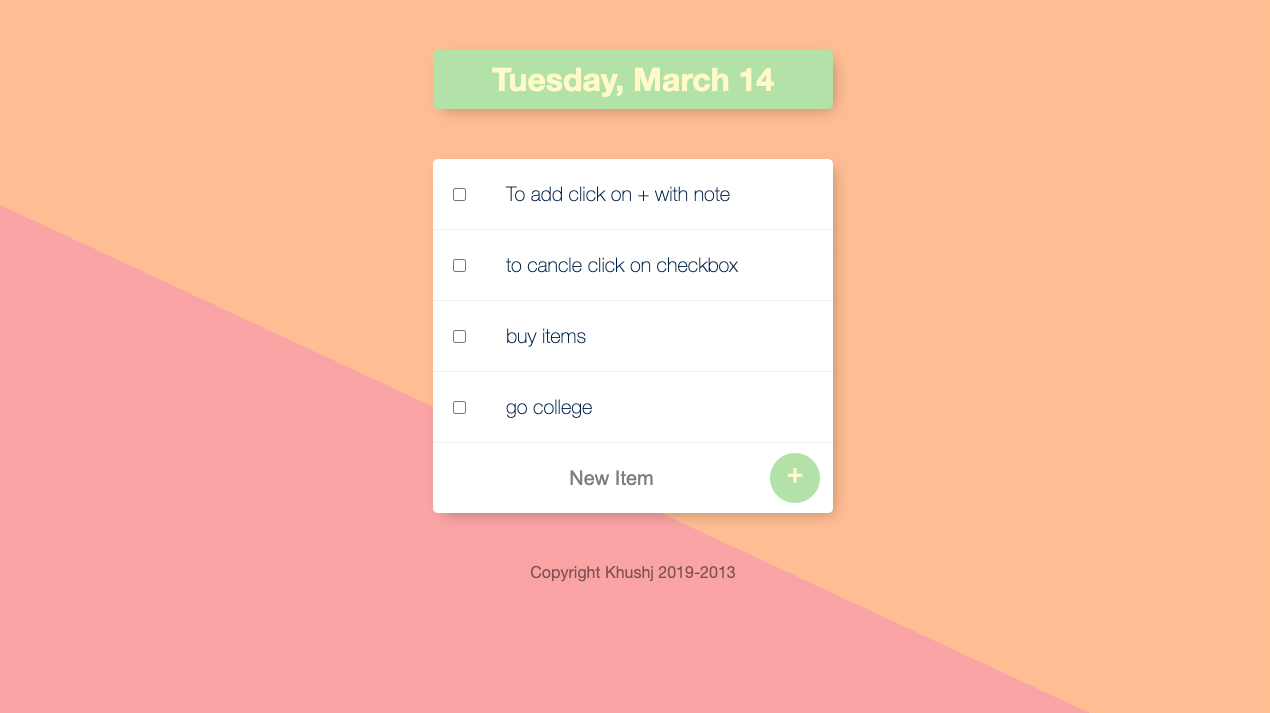 Tuesday, March 14
To add click on + with note
to cancle click on checkbox
buy items
go college
New Item
+
Copyright Khushj 2019-2013